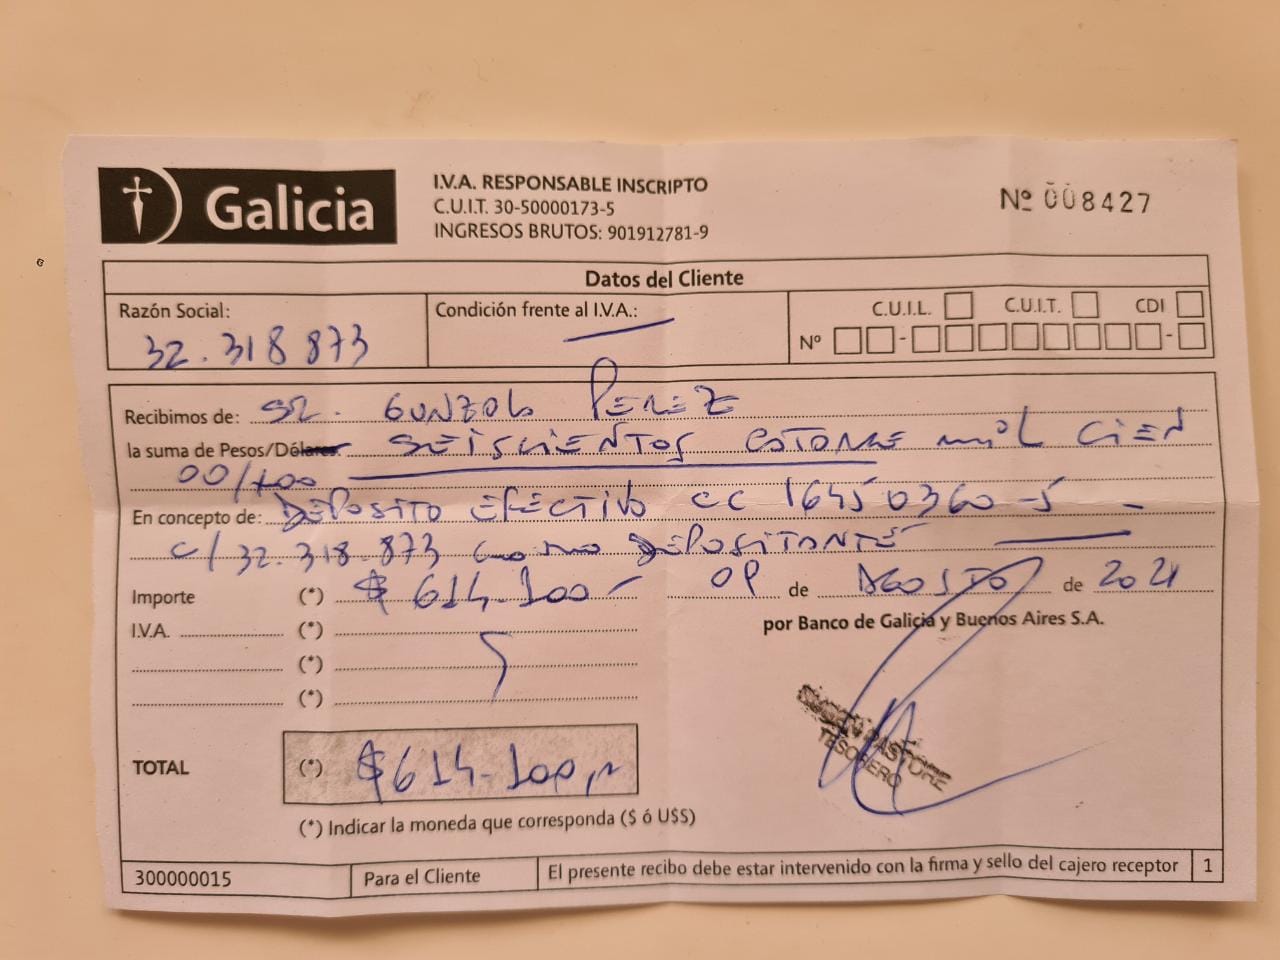 Galicia
I.V.A. RESPONSABLE INSCRIPTO
C.U.I.T. 30-50000173-5
INGRESOS BRUTOS: 901912781-9
Nº 008427
Datos del Cliente
Razón Social:
32.318873
Condición frente al I.V.A.:
C.U.I.L. C.U.I.T. CDI
Nº
Recibimos de: SR. GUNZOL PEREZ
la suma de Pesos/Dólares SEISCIENTOS CATORCE mil CIEN
00/100
En concepto de: DEPOSITO EFECTIVO CC 16450360-5
c/32.318.873 como DEPOSITANTE
Importe (*) $ 614.100
09 de AGOSTO de 2021
I.V.A. (*)
(*)
(*)
por Banco de Galicia y Buenos Aires S.A.
PASTORE
TESORERO
TOTAL (*) $614.100,
(*) Indicar la moneda que corresponda ($ ó U$S)
300000015
Para el Cliente
El presente recibo debe estar intervenido con la firma y sello del cajero receptor
1